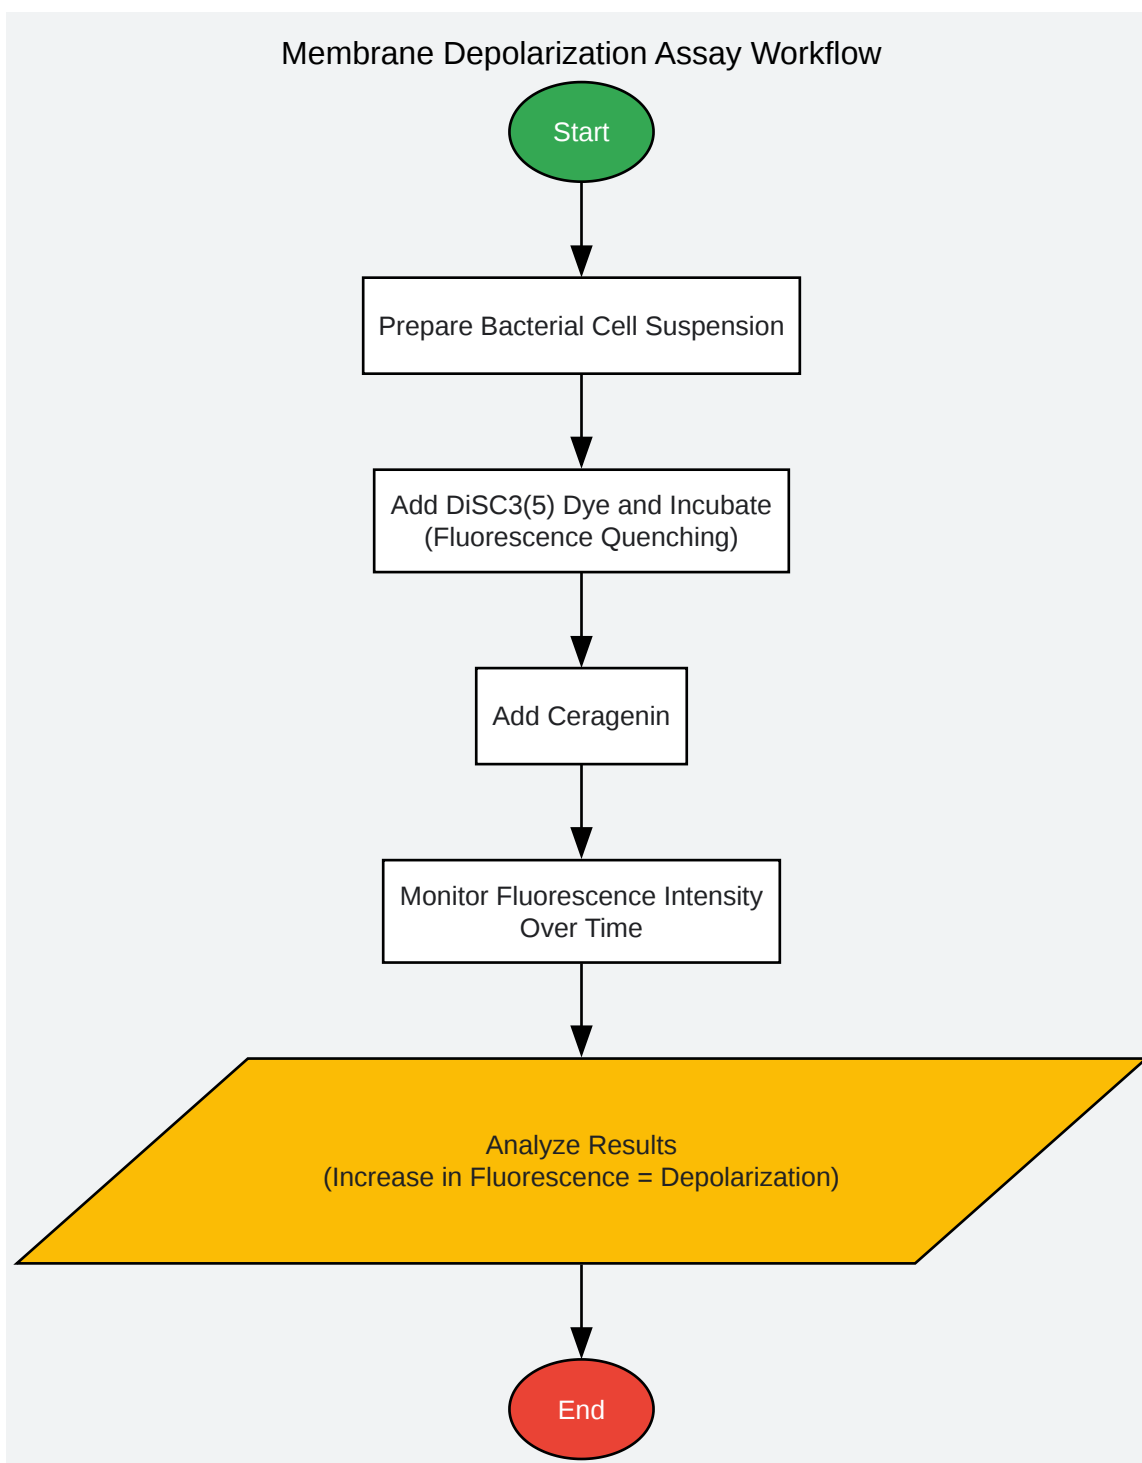 Membrane Depolarization Assay Workflow
Start
Prepare Bacterial Cell Suspension
Add DiSC3(5) Dye and Incubate
(Fluorescence Quenching)
Add Ceragenin
Monitor Fluorescence Intensity
Over Time
Analyze Results
(Increase in Fluorescence = Depolarization)
End